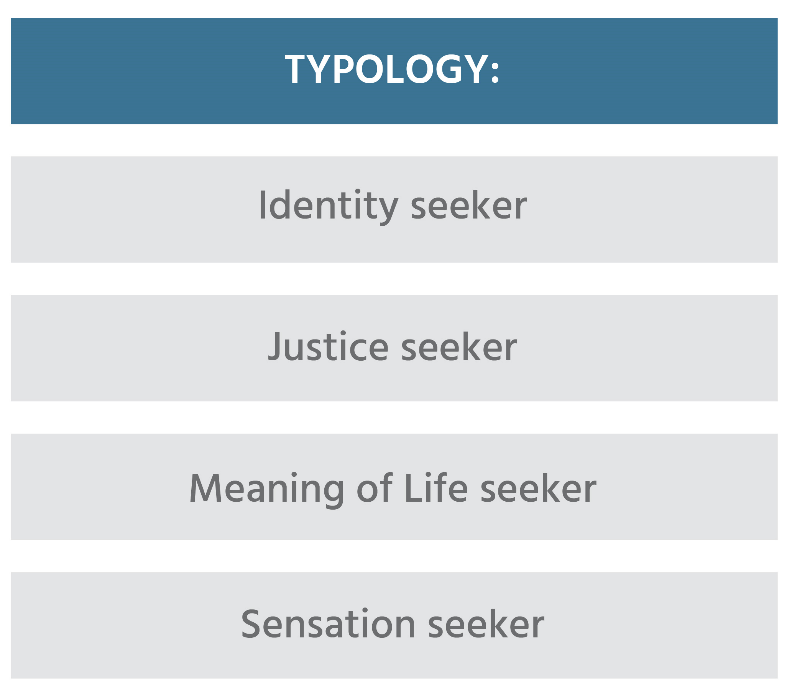 TYPOLOGY:
Identity seeker
Justice seeker
Meaning of Life seeker
Sensation seeker